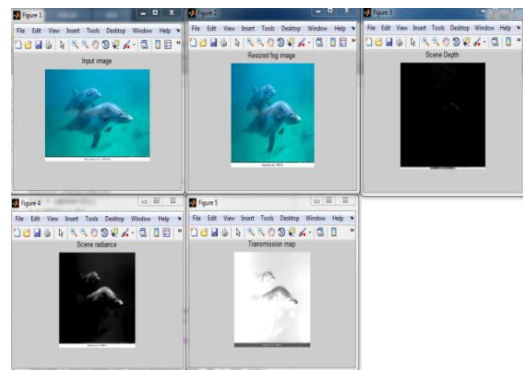 Figure 1
File Edit View Insert Tools Desktop Window Help
Input image
Figure 2
File Edit View Insert Tools Desktop Window Help
Resized fog image
Figure 3
File Edit View Insert Tools Desktop Window Help
Scene Depth
Figure 4
File Edit View Insert Tools Desktop Window Help
Scene radiance
Figure 5
File Edit View Insert Tools Desktop Window Help
Transmission map